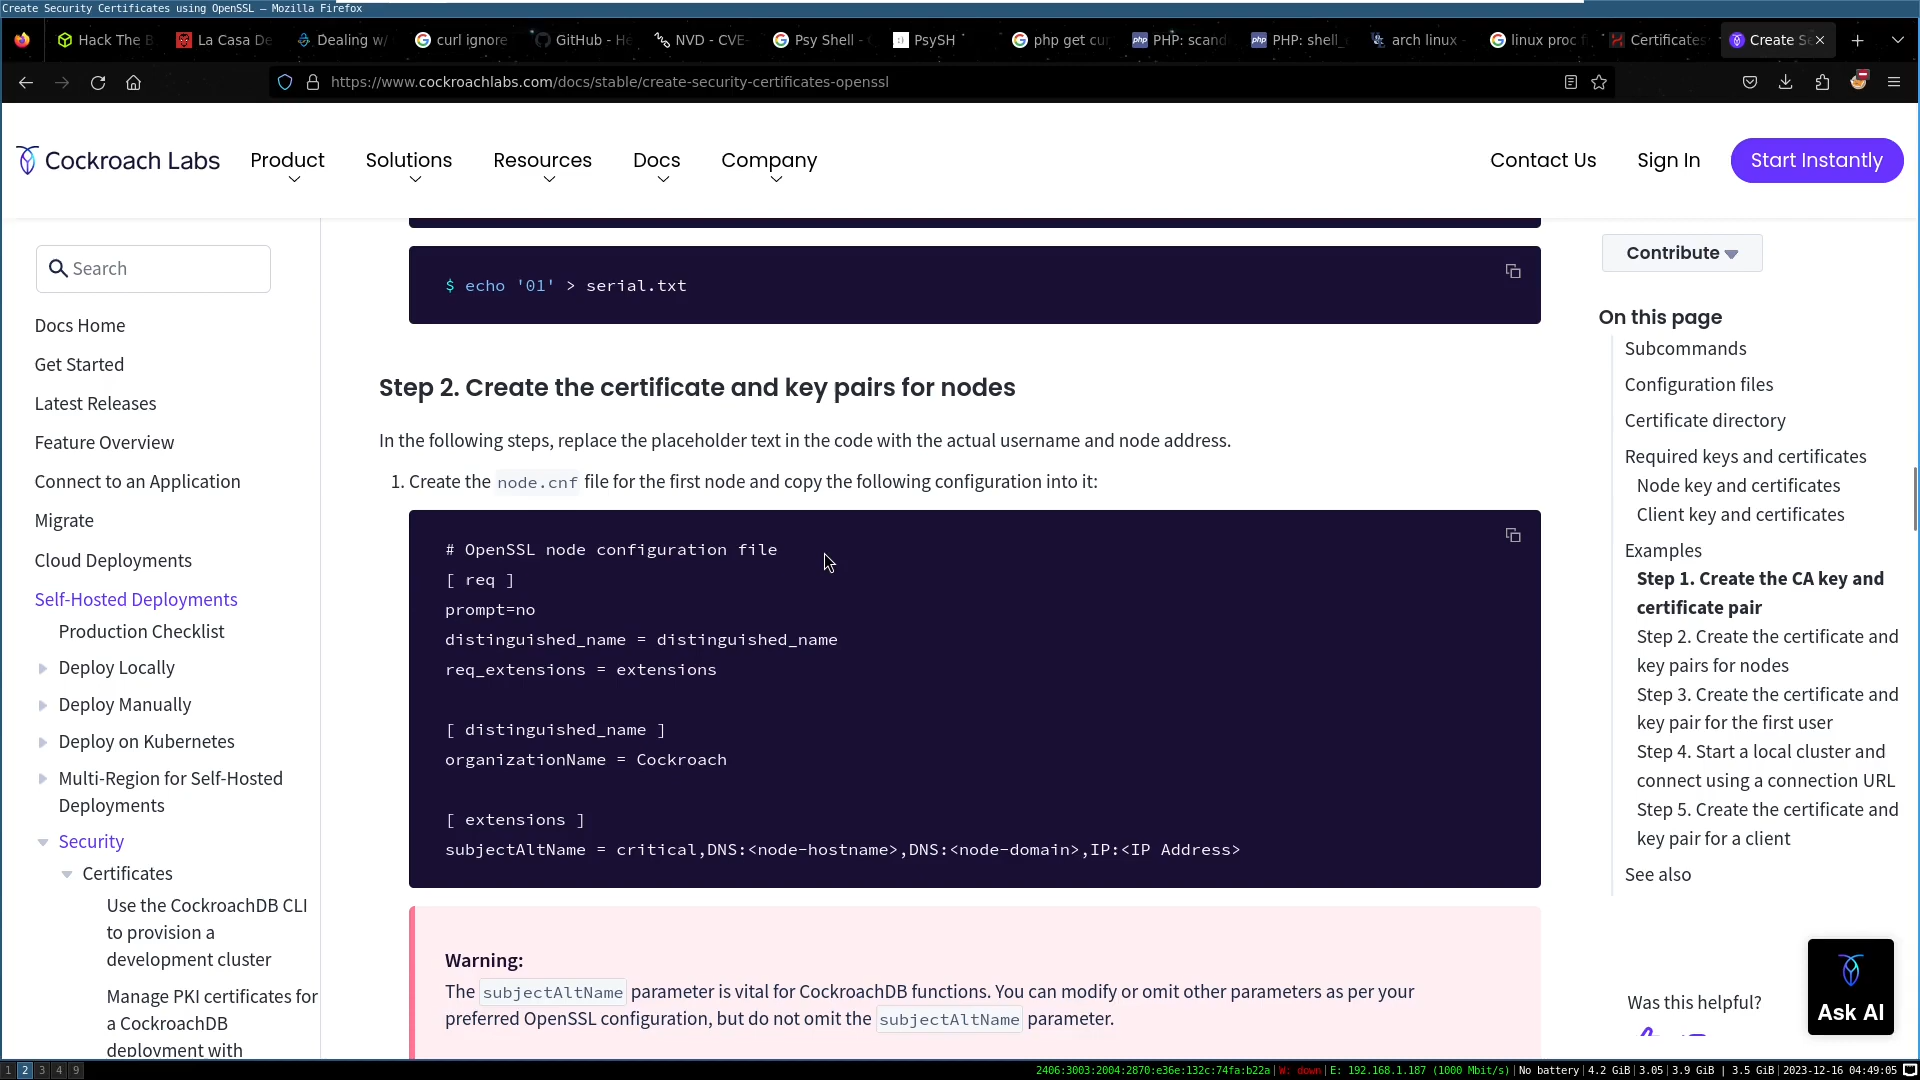 Create Security Certificates using OpenSSL — Mozilla Firefox
Hack The B
La Casa De
Dealing w/
curl ignore
GitHub - He
NVD - CVE-
Psy Shell -
PsySH
php get cur
PHP: scand
PHP: shell_
arch linux -
linux proc f
Certificates
Create Se
https://www.cockroachlabs.com/docs/stable/create-security-certificates-openssl
Cockroach Labs
Product
Solutions
Resources
Docs
Company
Contact Us
Sign In
Start Instantly
Search
Docs Home
Get Started
Latest Releases
Feature Overview
Connect to an Application
Migrate
Cloud Deployments
Self-Hosted Deployments
Production Checklist
Deploy Locally
Deploy Manually
Deploy on Kubernetes
Multi-Region for Self-Hosted
Deployments
Security
Certificates
Use the CockroachDB CLI
to provision a
development cluster
Manage PKI certificates for
a CockroachDB
deployment with
$ echo '01' > serial.txt
Step 2. Create the certificate and key pairs for nodes
In the following steps, replace the placeholder text in the code with the actual username and node address.
1. Create the node.cnf file for the first node and copy the following configuration into it:
# OpenSSL node configuration file
[ req ]
prompt=no
distinguished_name = distinguished_name
req_extensions = extensions
[ distinguished_name ]
organizationName = Cockroach
[ extensions ]
subjectAltName = critical,DNS:<node-hostname>,DNS:<node-domain>,IP:<IP Address>
Warning:
The subjectAltName parameter is vital for CockroachDB functions. You can modify or omit other parameters as per your
preferred OpenSSL configuration, but do not omit the subjectAltName parameter.
Contribute
On this page
Subcommands
Configuration files
Certificate directory
Required keys and certificates
Node key and certificates
Client key and certificates
Examples
Step 1. Create the CA key and
certificate pair
Step 2. Create the certificate and
key pairs for nodes
Step 3. Create the certificate and
key pair for the first user
Step 4. Start a local cluster and
connect using a connection URL
Step 5. Create the certificate and
key pair for a client
See also
Was this helpful?
Ask AI
1 2 3 4 9
2406:3003:2004:2870:e36e:132c:74fa:b22a|W: down|E: 192.168.1.187 (1000 Mbit/s)|No battery|4.2 GiB|3.05|3.9 GiB | 3.5 GiB|2023-12-16 04:49:05